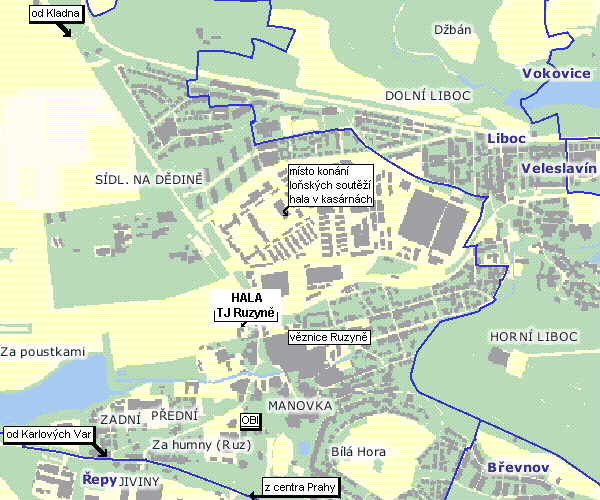 od Kladna
Džbán
Vokovice
DOLNÍ LIBOC
Liboc
Veleslavín
SÍDL. NA DĚDINĚ
místo konání
loňských soutěží
hala v kasárnách
HALA
TJ Ruzyně
věznice Ruzyně
HORNÍ LIBOC
Za poustkami
MANOVKA
ZADNÍ
PŘEDNÍ
OBI
od Karlových Var
Za humny (Ruz)
Bílá Hora
Břevnov
Řepy
JIVINY
z centra Prahy